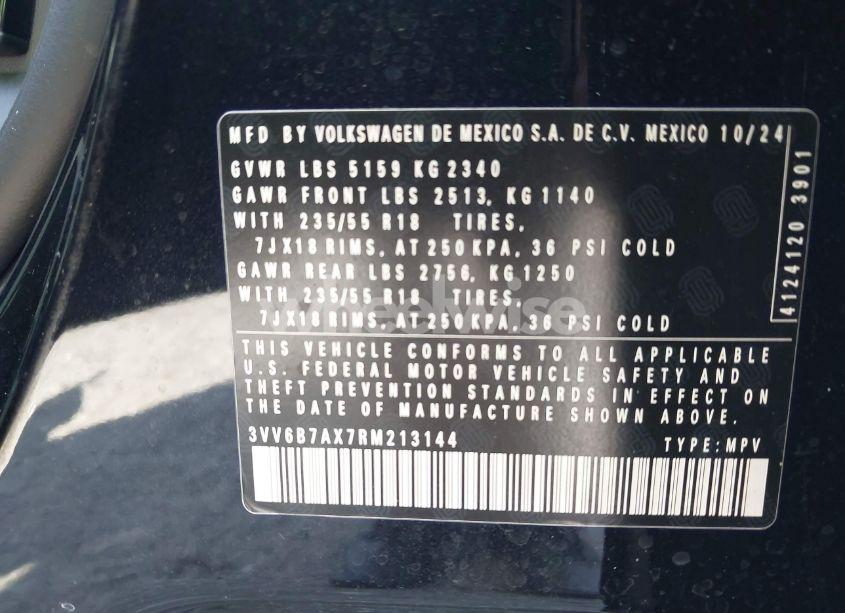 MFD BY VOLKSWAGEN DE MEXICO S.A. DE C.V. MEXICO 10/24
GVWR LBS 5159 KG 2340
GAWR FRONT LBS 2513, KG 1140
WITH 235/55 R18 TIRES,
7JX18 RIMS, AT 250 KPA, 36 PSI COLD
GAWR REAR LBS 2756, KG 1250
WITH 235/55 R18 TIRES,
7JX18 RIMS, AT 250 KPA, 36 PSI COLD
4124120 3901
THIS VEHICLE CONFORMS TO ALL APPLICABLE
U.S. FEDERAL MOTOR VEHICLE SAFETY AND
THEFT PREVENTION STANDARDS IN EFFECT ON
THE DATE OF MANUFACTURE SHOWN ABOVE.
3VV6B7AX7RM213144 TYPE: MPV